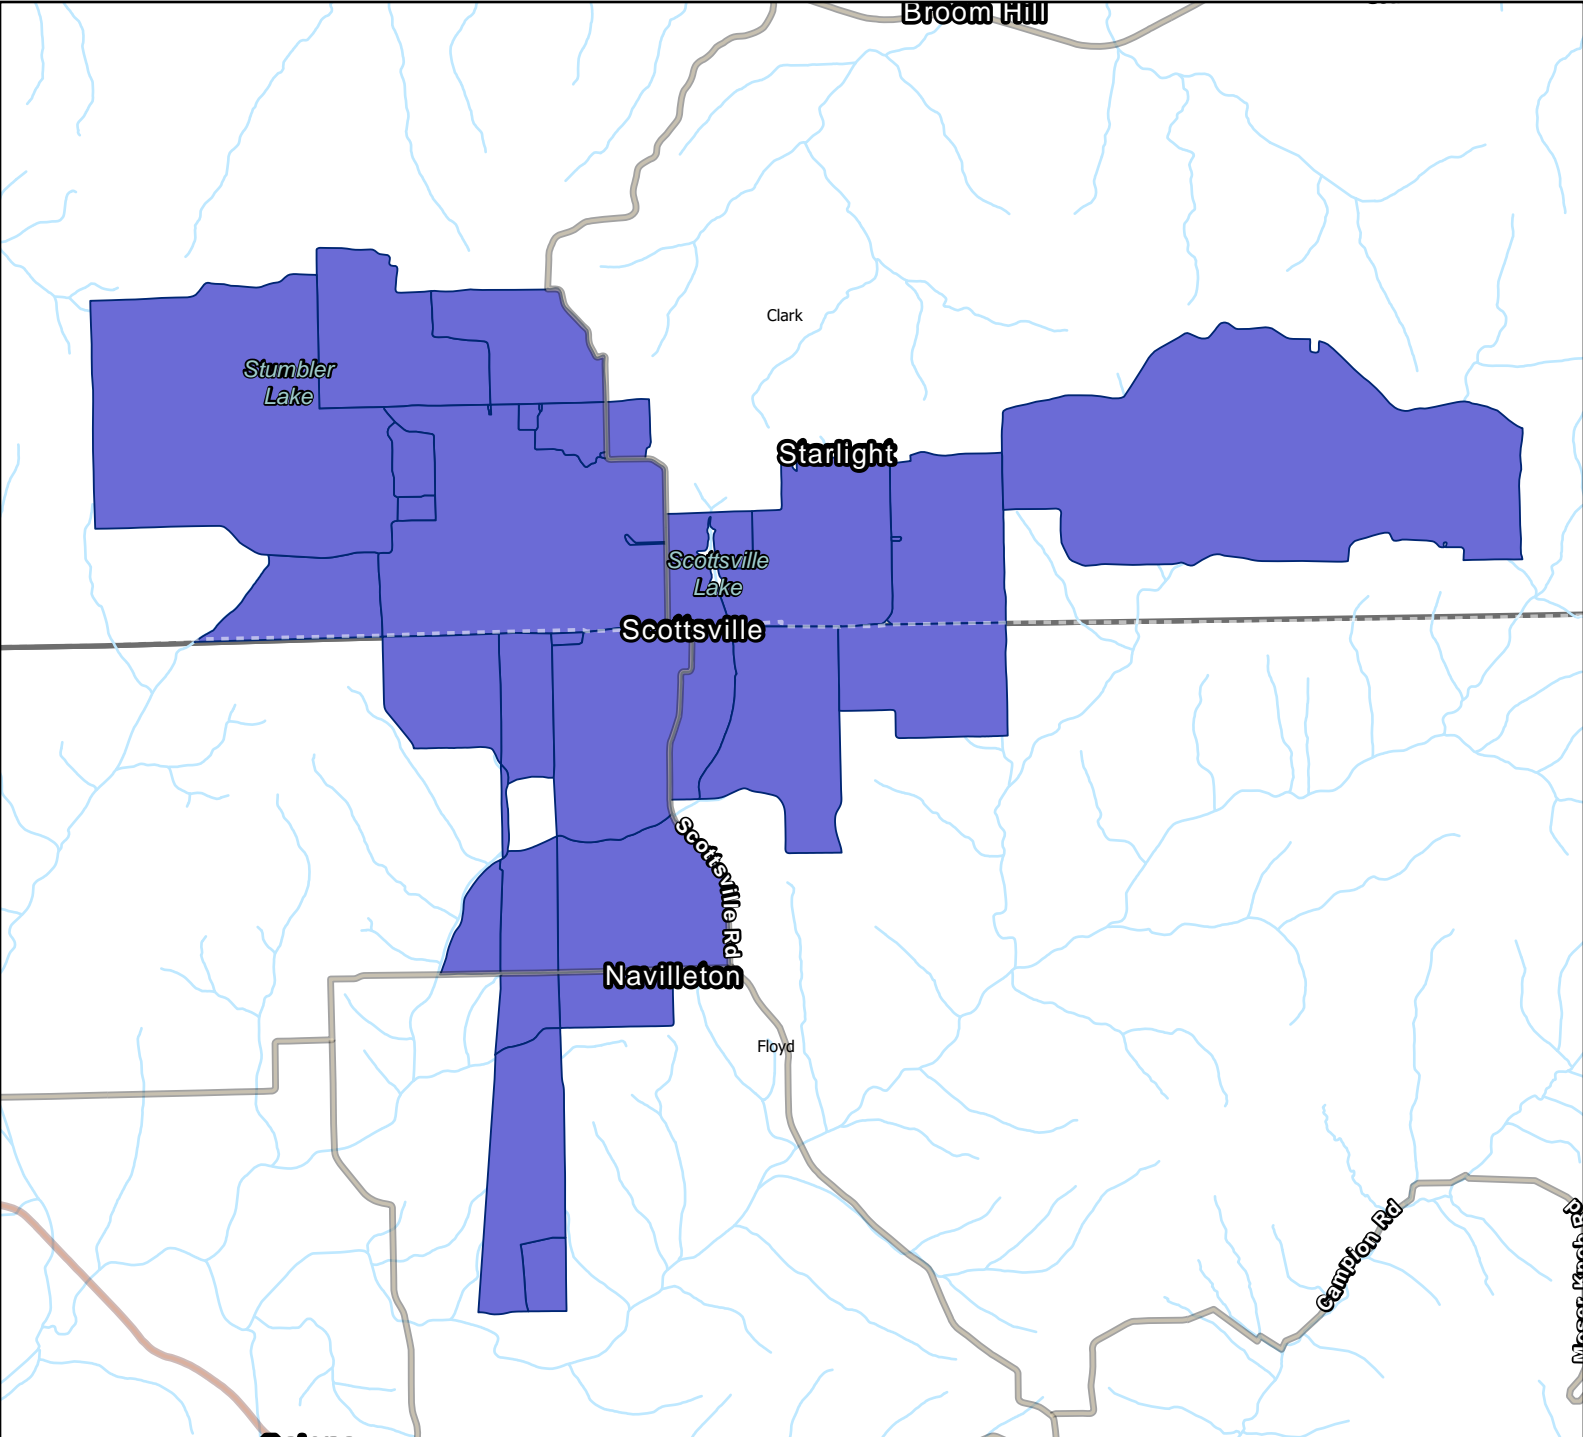 Broom Hill
Clark
Stumbler
Lake
Starlight
Scottsville
Lake
Scottsville
Scottsville Rd
Navilleton
Floyd
Campion Rd